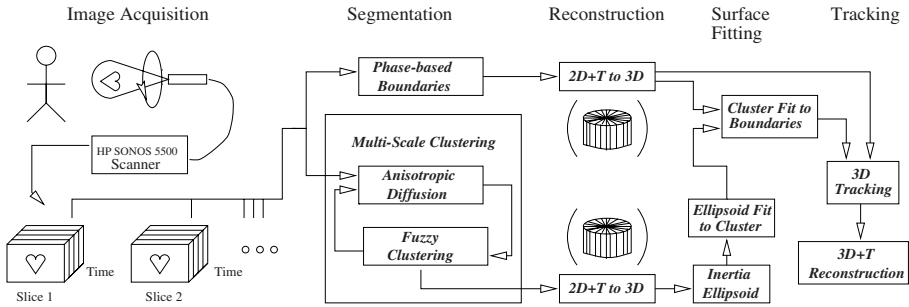 Image Acquisition
Segmentation
Reconstruction
Surface
Fitting
Tracking
HP SONOS 5500
Scanner
Time
Slice 1
Time
Slice 2
Phase-based
Boundaries
Multi-Scale Clustering
Anisotropic
Diffusion
Fuzzy
Clustering
2D+T to 3D
2D+T to 3D
Cluster Fit to
Boundaries
Ellipsoid Fit
to Cluster
Inertia
Ellipsoid
3D
Tracking
3D+T
Reconstruction